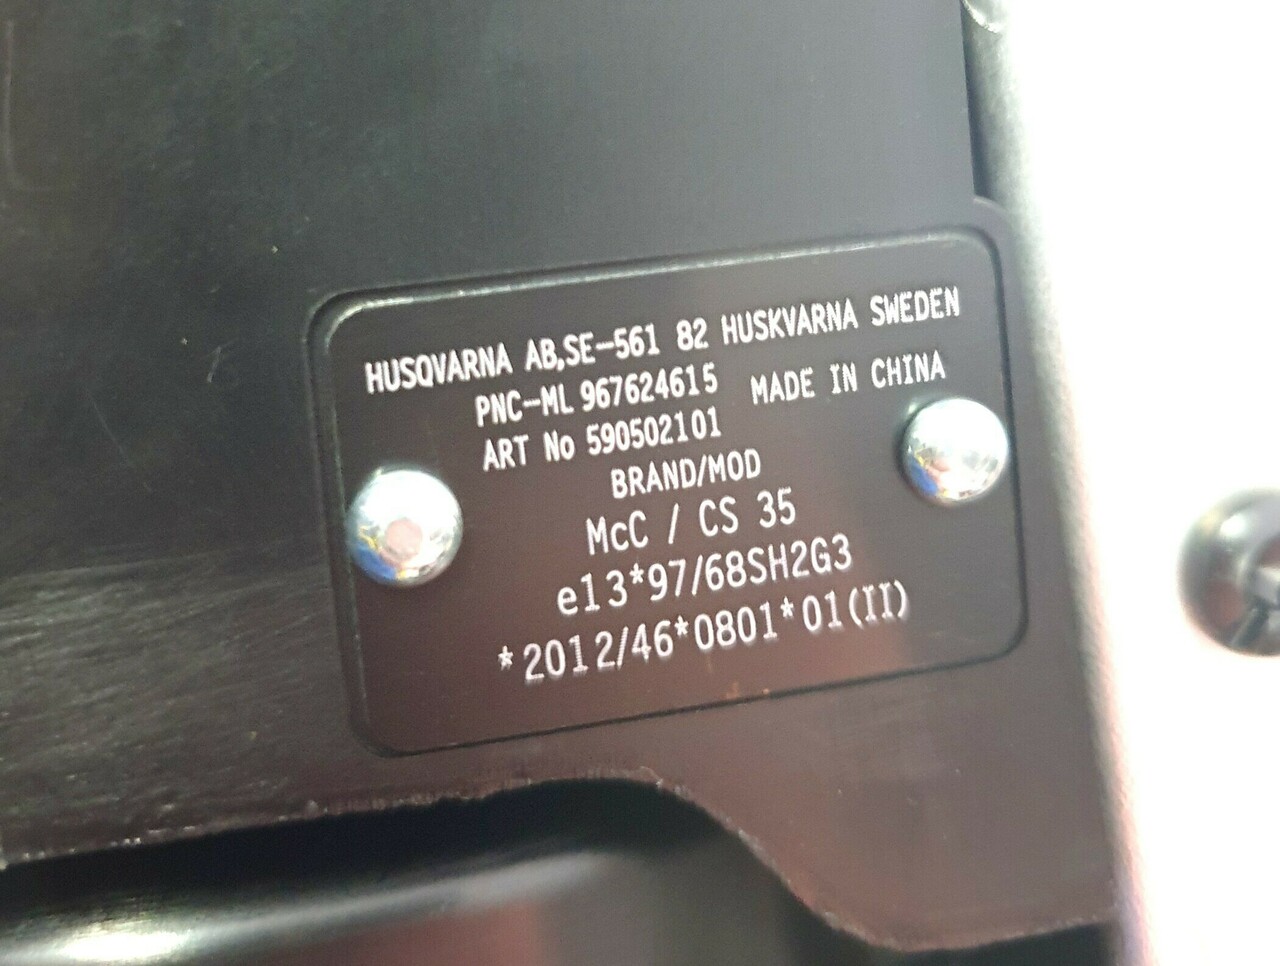 HUSQVARNA AB,SE-561 82 HUSKVARNA SWEDEN
PNC-ML 967624615 MADE IN CHINA
ART No 590502101
BRAND/MOD
McC / CS 35
e13*97/68SH2G3
*2012/46*0801*01(II)